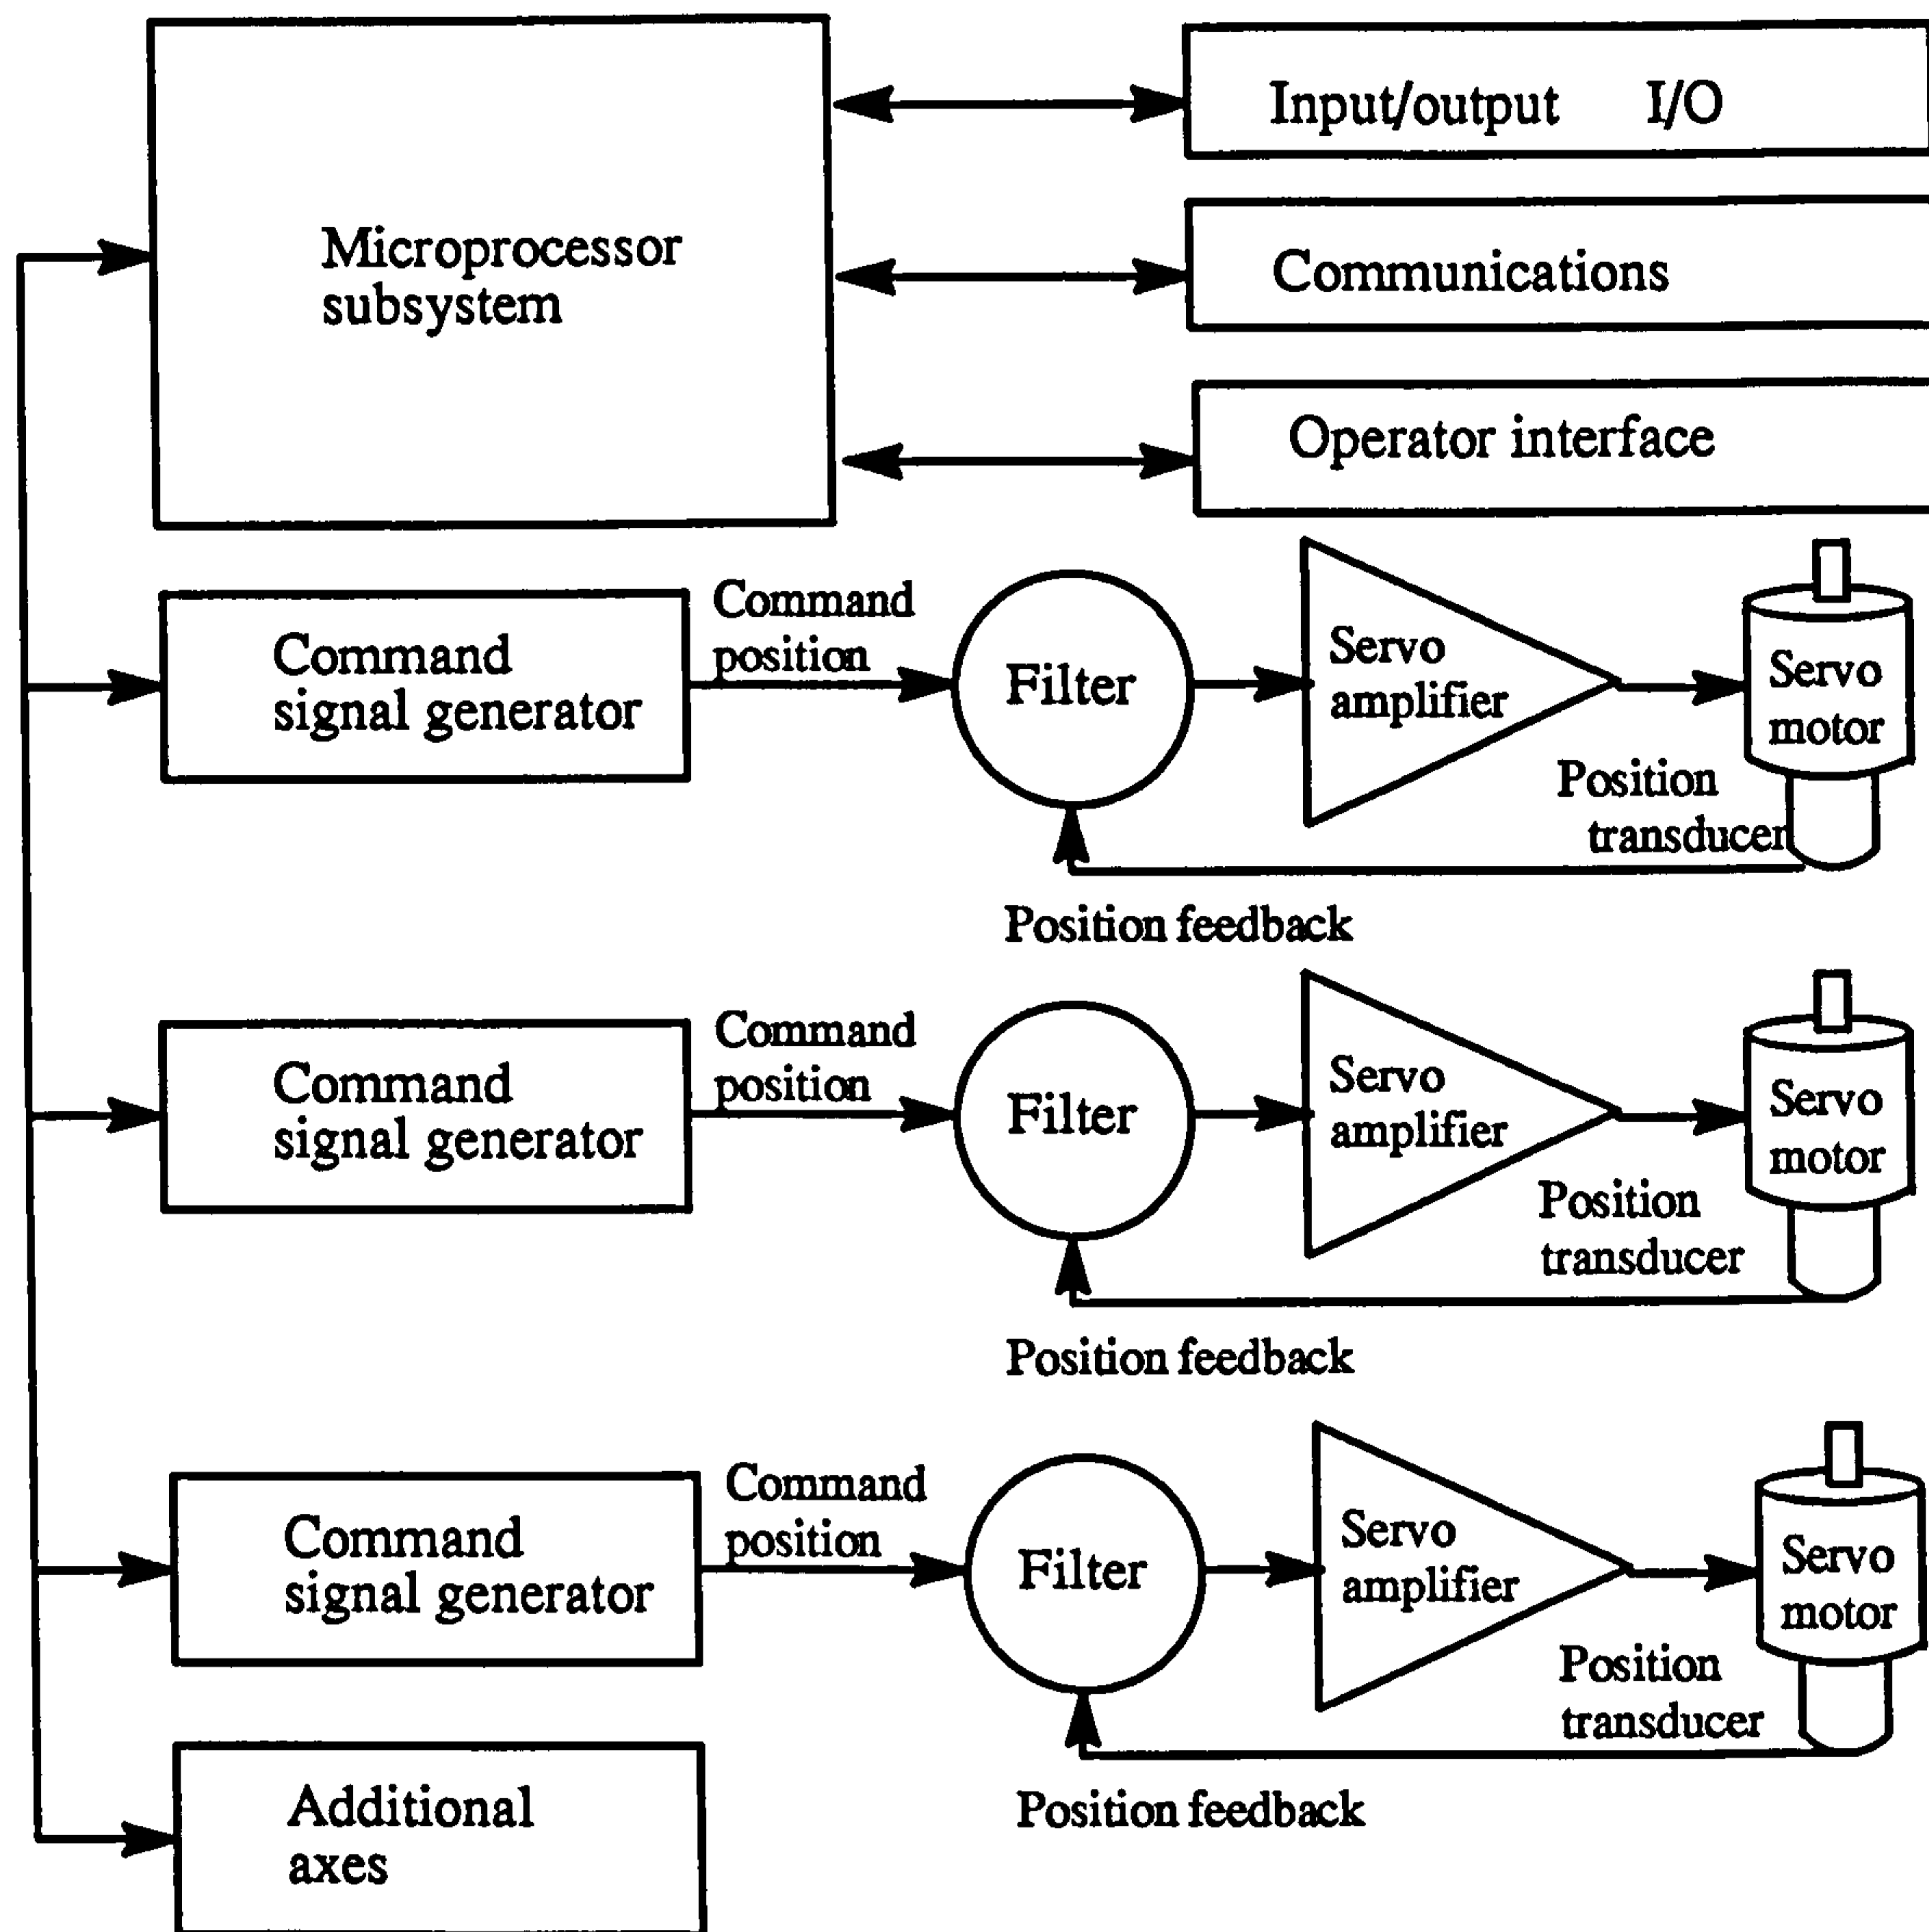 Input/output I/O
Microprocessor
subsystem
Communications
Operator interface
Command
signal generator
Command
position
Filter
Servo
amplifier
Servo
motor
Position
transducer
Position feedback
Command
signal generator
Command
position
Filter
Servo
amplifier
Servo
motor
Position
transducer
Position feedback
Command
signal generator
Command
position
Filter
Servo
amplifier
Servo
motor
Position
transducer
Position feedback
Additional
axes